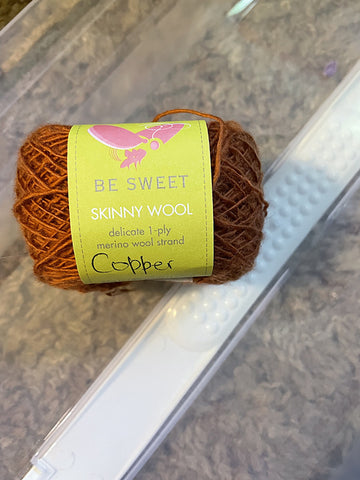 BE SWEET
SKINNY WOOL
delicate 1-ply
merino wool strand
Copper